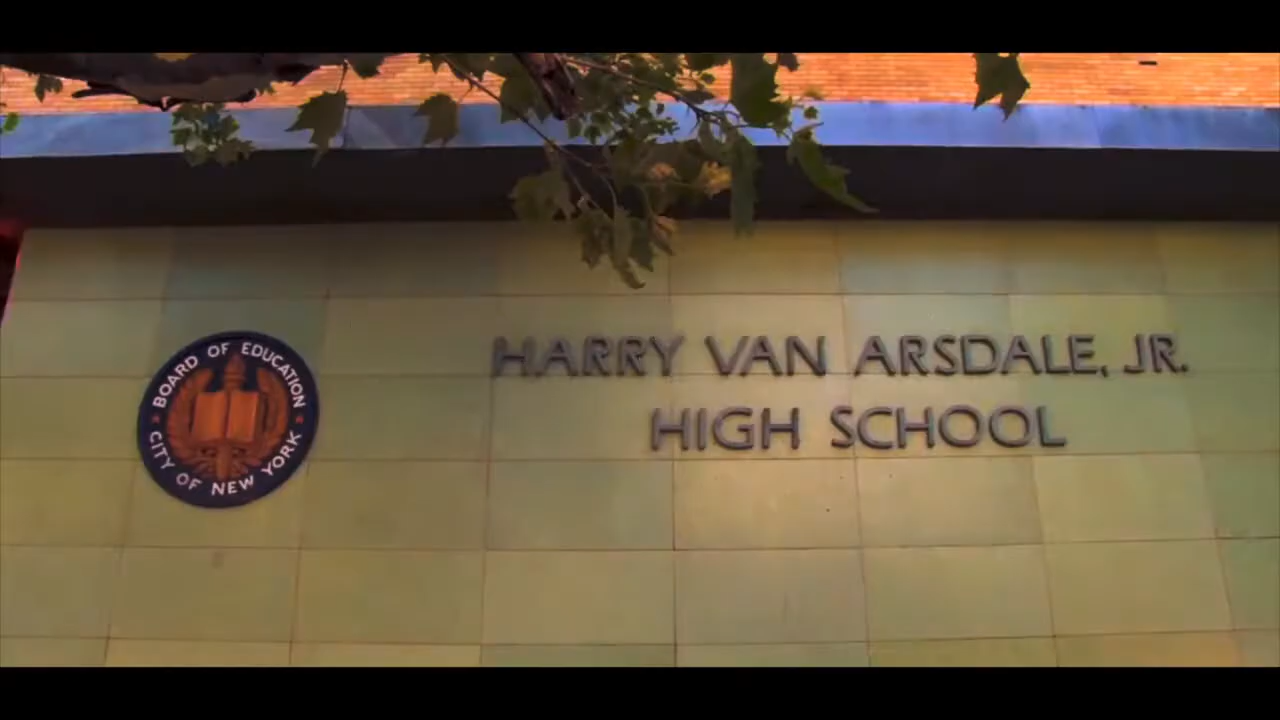 BOARD OF EDUCATION
CITY OF NEW YORK
HARRY VAN ARSDALE, JR.
HIGH SCHOOL